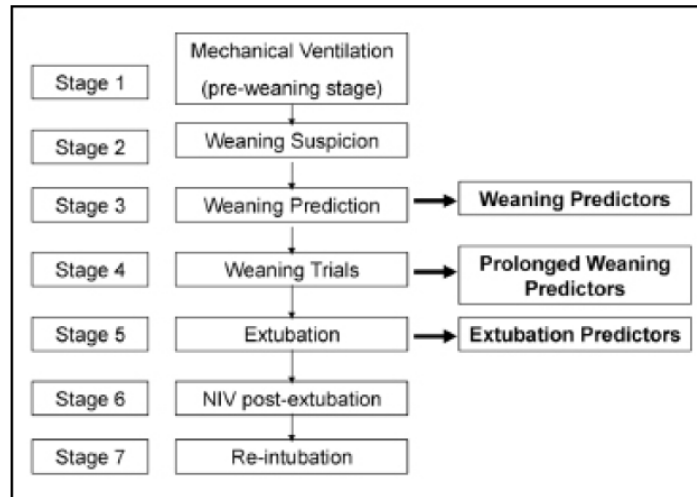 Stage 1
Mechanical Ventilation
(pre-weaning stage)
Stage 2
Weaning Suspicion
Stage 3
Weaning Prediction
Weaning Predictors
Stage 4
Weaning Trials
Prolonged Weaning
Predictors
Stage 5
Extubation
Extubation Predictors
Stage 6
NIV post-extubation
Stage 7
Re-intubation